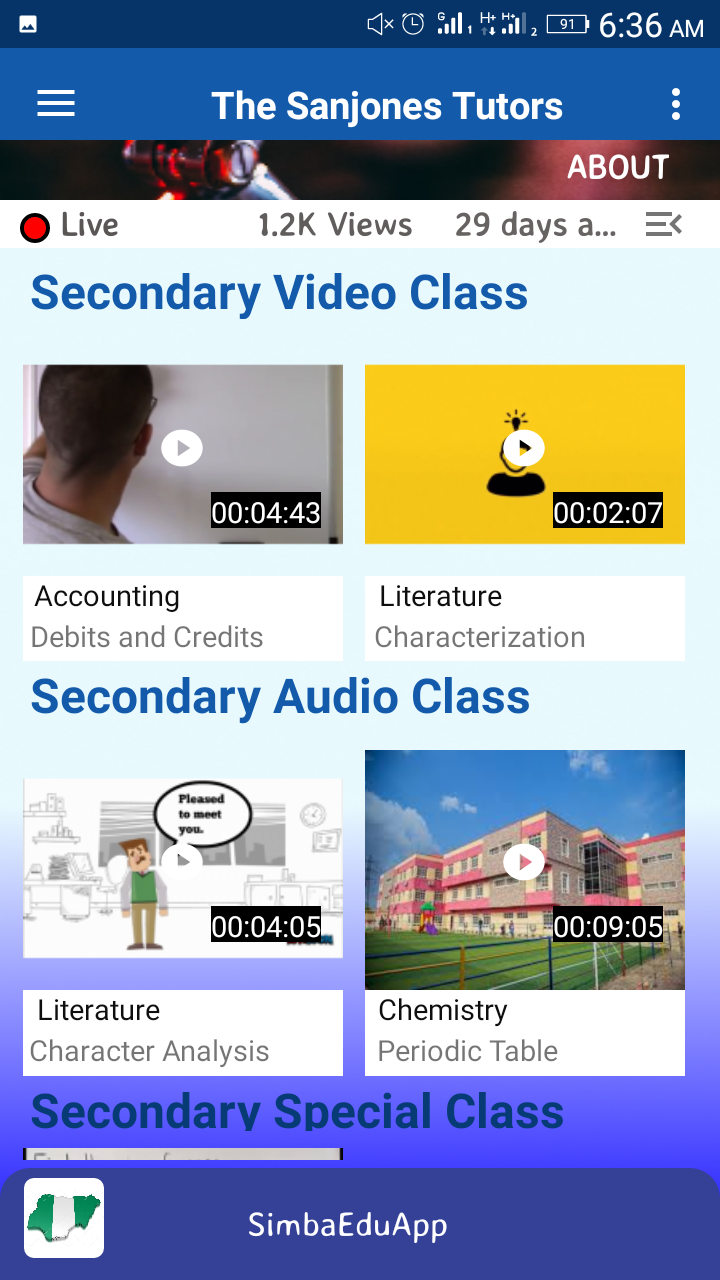 91 6:36 AM
The Sanjones Tutors
ABOUT
Live 1.2K Views 29 days a...
Secondary Video Class
00:04:43
00:02:07
Accounting
Debits and Credits
Literature
Characterization
Secondary Audio Class
Pleased
to meet
you.
00:04:05
00:09:05
Literature
Character Analysis
Chemistry
Periodic Table
Secondary Special Class
SimbaEduApp